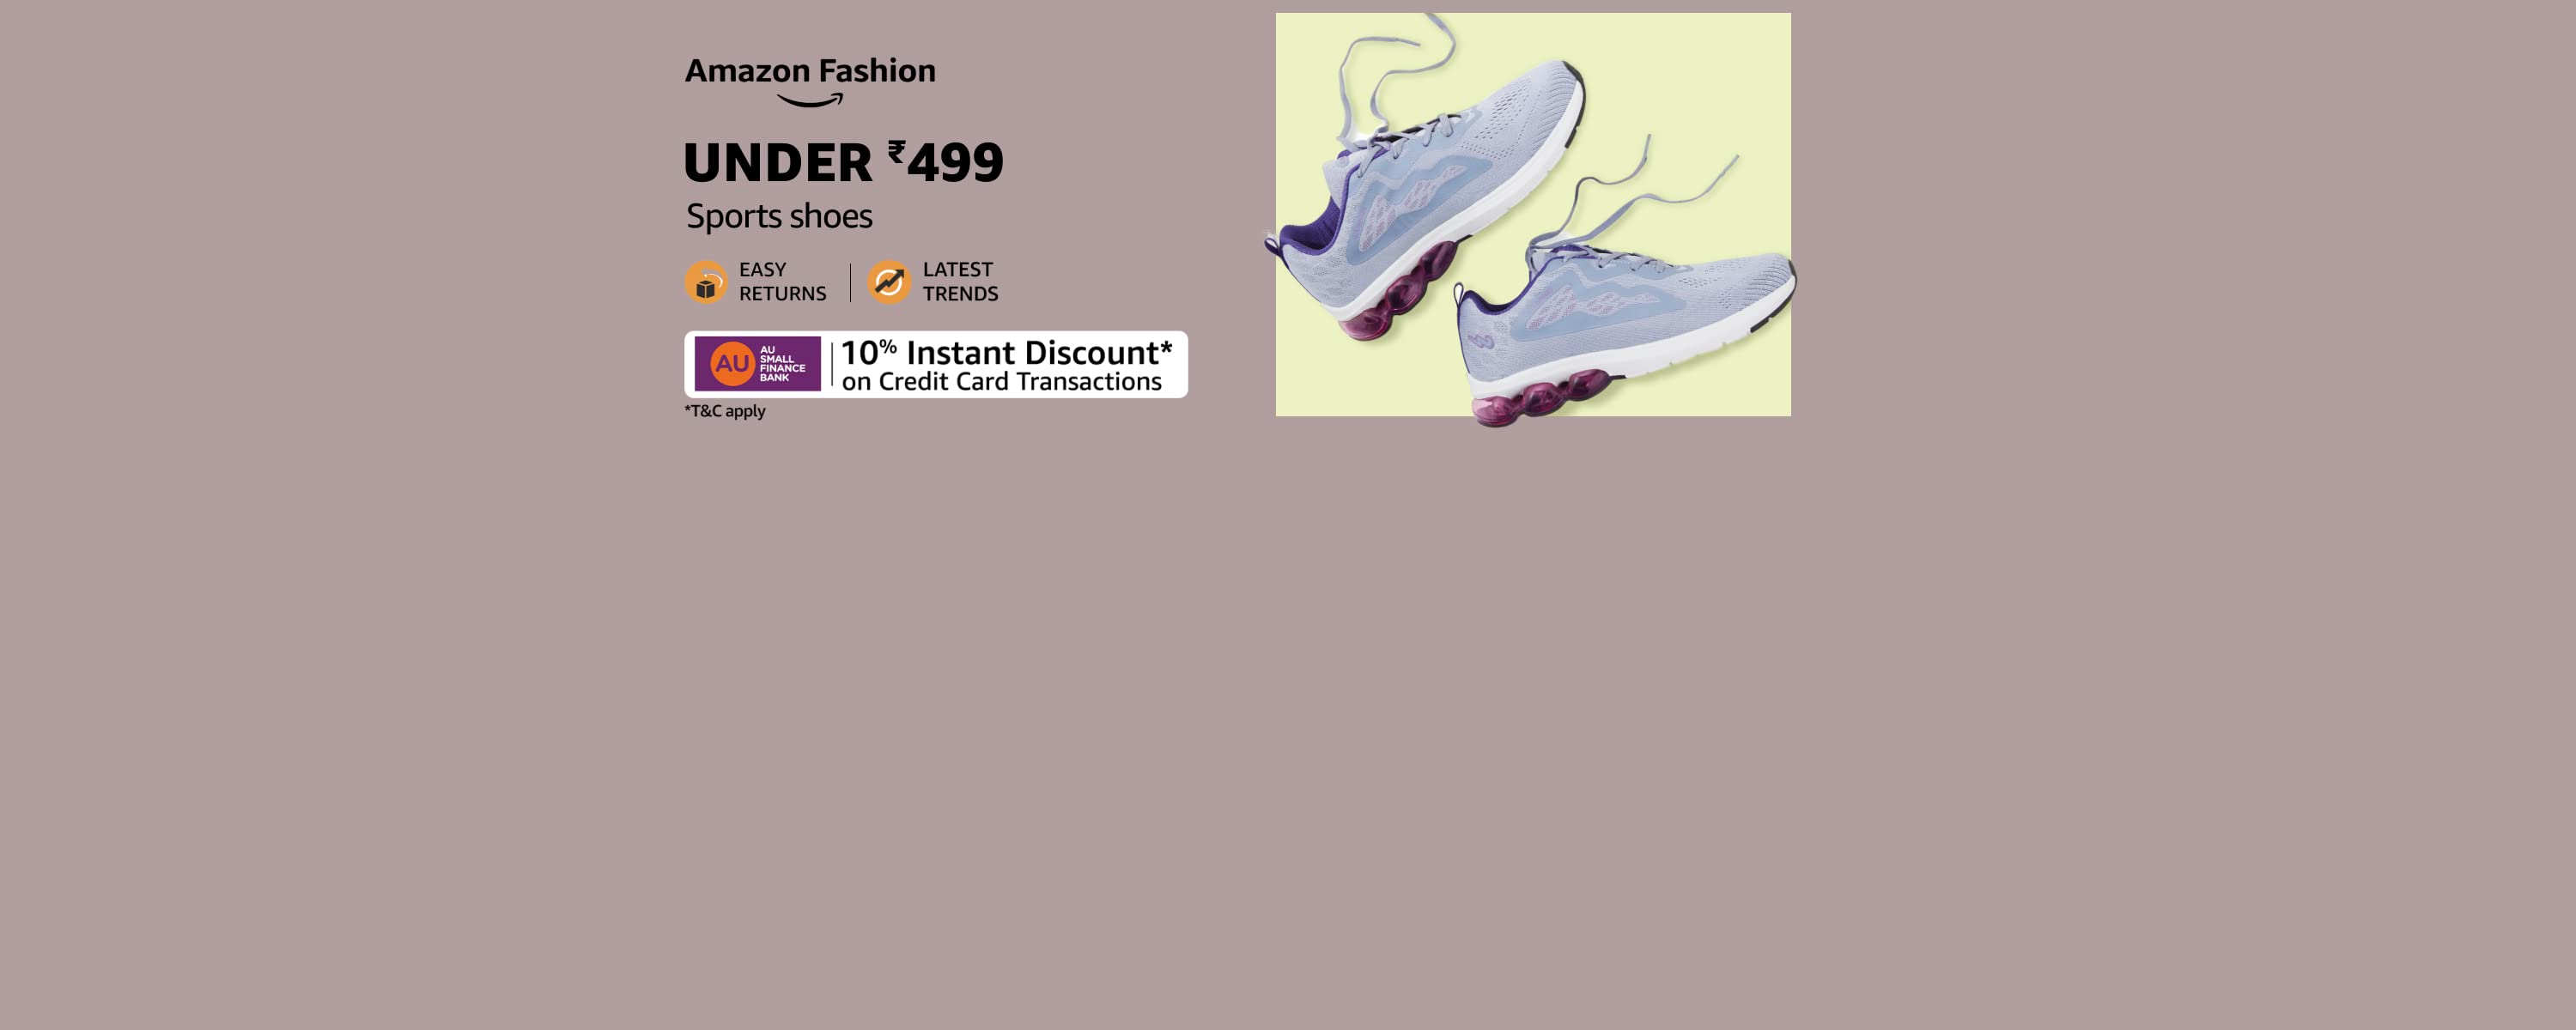 Amazon Fashion
UNDER ₹499
Sports shoes
EASY
RETURNS
LATEST
TRENDS
AU
AU
SMALL
FINANCE
BANK
10% Instant Discount*
on Credit Card Transactions
*T&C apply